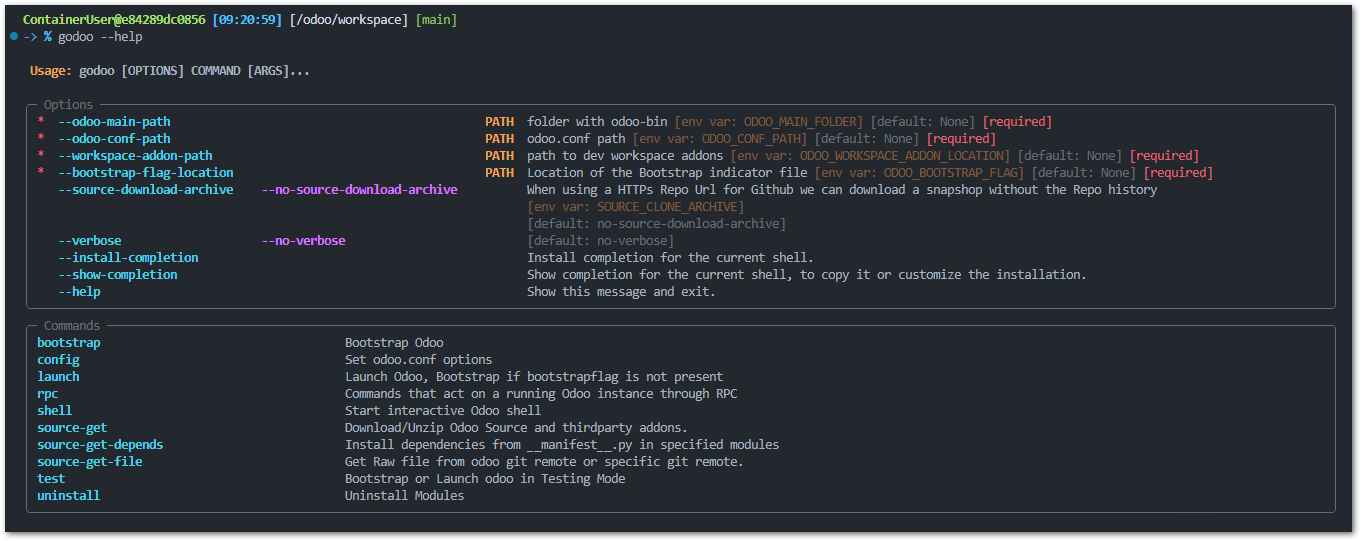 ContainerUser@e84289dc0856 [09:20:59] [/odoo/workspace] [main]
-> % godoo --help
Usage: godoo [OPTIONS] COMMAND [ARGS]...
Options
* --odoo-main-path PATH folder with odoo-bin [env var: ODOO_MAIN_FOLDER] [default: None] [required]
* --odoo-conf-path PATH odoo.conf path [env var: ODOO_CONF_PATH] [default: None] [required]
* --workspace-addon-path PATH path to dev workspace addons [env var: ODOO_WORKSPACE_ADDON_LOCATION] [default: None] [required]
* --bootstrap-flag-location PATH Location of the Bootstrap indicator file [env var: ODOO_BOOTSTRAP_FLAG] [default: None] [required]
--source-download-archive --no-source-download-archive When using a HTTPs Repo Url for Github we can download a snapshop without the Repo history
[env var: SOURCE_CLONE_ARCHIVE]
[default: no-source-download-archive]
--verbose --no-verbose [default: no-verbose]
--install-completion Install completion for the current shell.
--show-completion Show completion for the current shell, to copy it or customize the installation.
--help Show this message and exit.
Commands
bootstrap Bootstrap Odoo
config Set odoo.conf options
launch Launch Odoo, Bootstrap if bootstrapflag is not present
rpc Commands that act on a running Odoo instance through RPC
shell Start interactive Odoo shell
source-get Download/Unzip Odoo Source and thirdparty addons.
source-get-depends Install dependencies from __manifest__.py in specified modules
source-get-file Get Raw file from odoo git remote or specific git remote.
test Bootstrap or Launch odoo in Testing Mode
uninstall Uninstall Modules